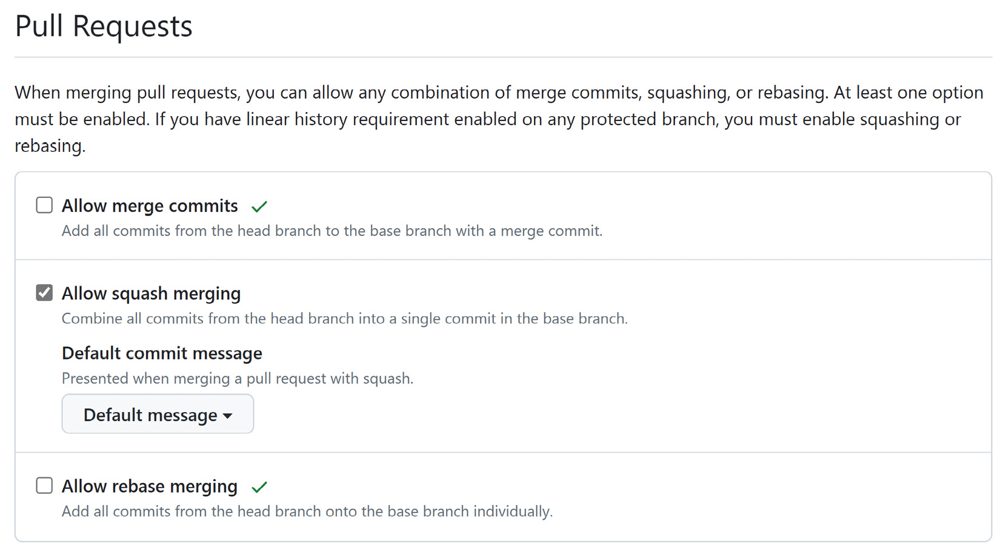 Pull Requests
When merging pull requests, you can allow any combination of merge commits, squashing, or rebasing. At least one option
must be enabled. If you have linear history requirement enabled on any protected branch, you must enable squashing or
rebasing.
Allow merge commits
Add all commits from the head branch to the base branch with a merge commit.
Allow squash merging
Combine all commits from the head branch into a single commit in the base branch.
Default commit message
Presented when merging a pull request with squash.
Default message
Allow rebase merging
Add all commits from the head branch onto the base branch individually.